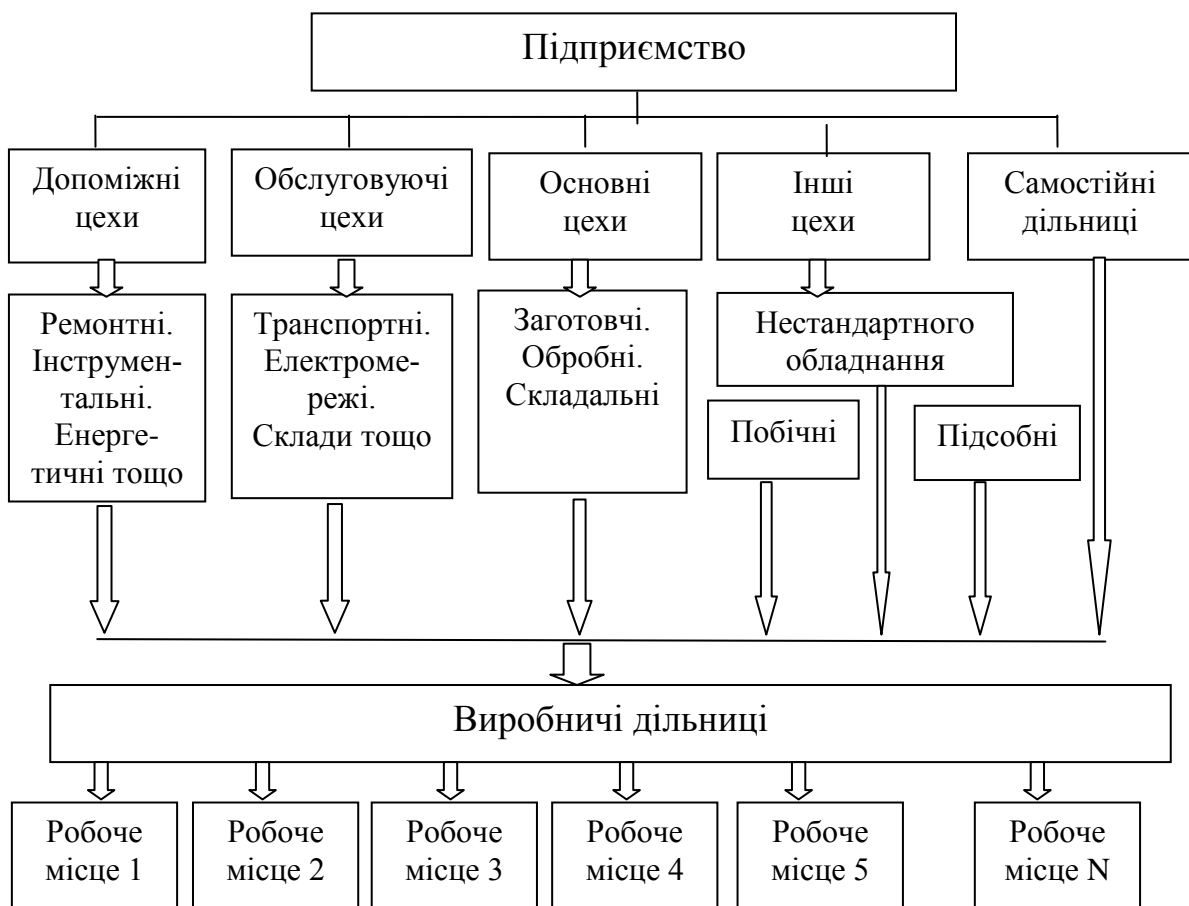 Підприємство
Допоміжні
цехи
Обслуговуючі
цехи
Основні
цехи
Інші
цехи
Самостійні
дільниці
Ремонтні.
Інструмен-
тальні.
Енерге-
тичні тощо
Транспортні.
Електроме-
режі.
Склади тощо
Заготовчі.
Обробні.
Складальні
Нестандартного
обладнання
Побічні
Підсобні
Виробничі дільниці
Робоче
місце 1
Робоче
місце 2
Робоче
місце 3
Робоче
місце 4
Робоче
місце 5
Робоче
місце N